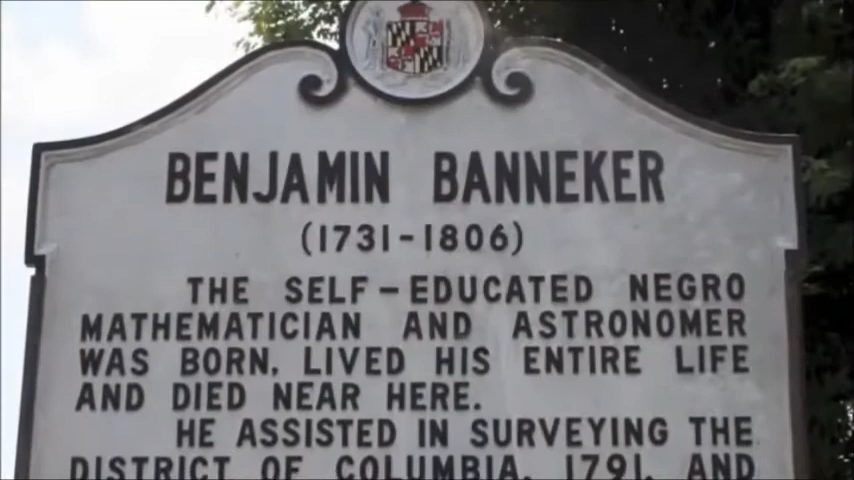 BENJAMIN BANNEKER
(1731-1806)
THE SELF-EDUCATED NEGRO
MATHEMATICIAN AND ASTRONOMER
WAS BORN, LIVED HIS ENTIRE LIFE
AND DIED NEAR HERE.
HE ASSISTED IN SURVEYING THE
DISTRICT OF COLUMBIA, 1791, AND